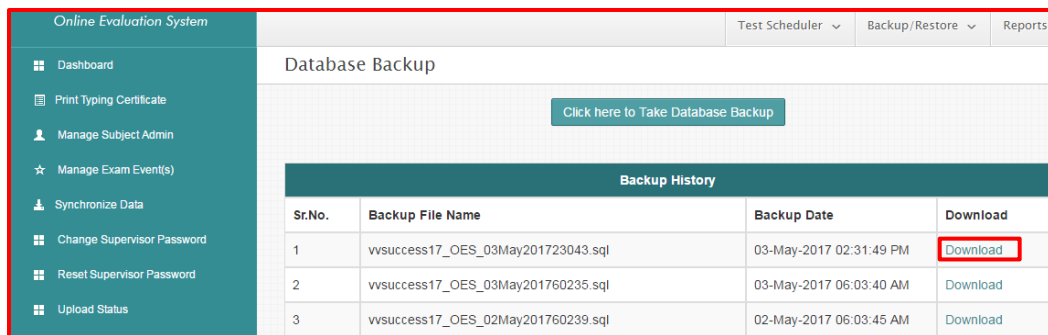 Online Evaluation System
Test Scheduler
Backup/Restore
Reports
Dashboard
Print Typing Certificate
Manage Subject Admin
Manage Exam Event(s)
Synchronize Data
Change Supervisor Password
Reset Supervisor Password
Upload Status
Database Backup
Click here to Take Database Backup
Backup History
Sr.No. Backup File Name Backup Date Download
1 vvsuccess17_OES_03May201723043.sql 03-May-2017 02:31:49 PM Download
2 vvsuccess17_OES_03May201760235.sql 03-May-2017 06:03:40 AM Download
3 vvsuccess17_OES_02May201760239.sql 02-May-2017 06:03:45 AM Download